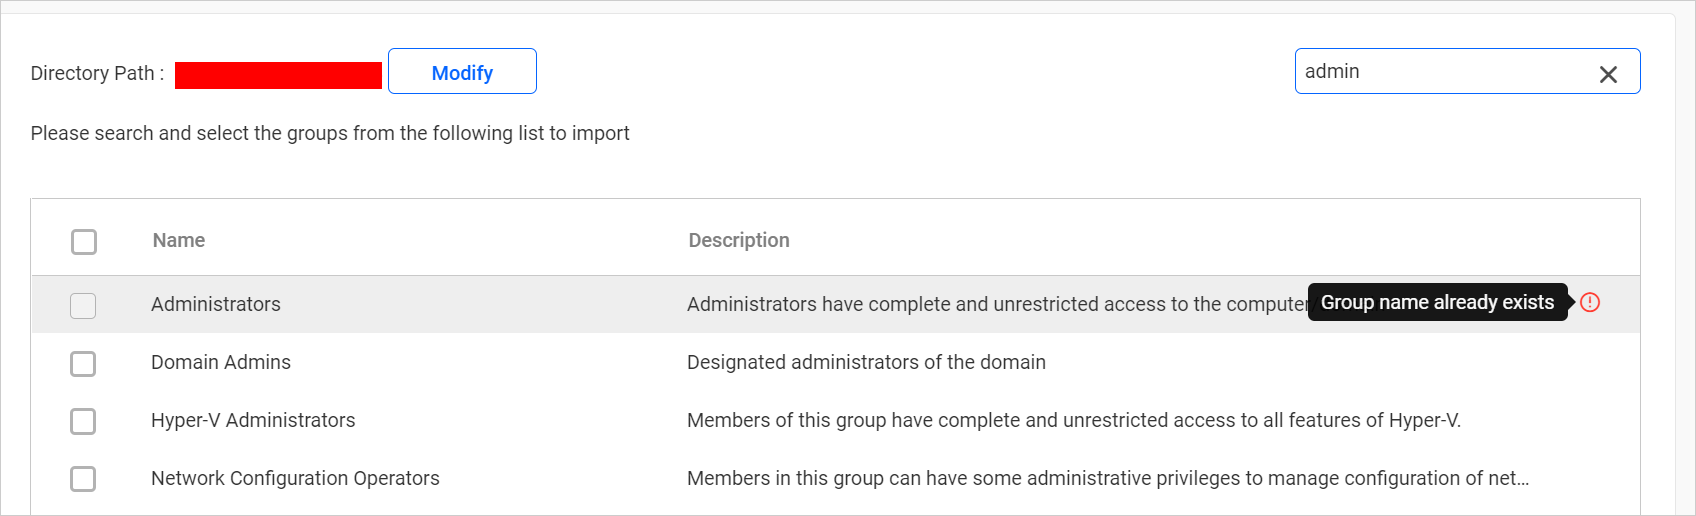 Directory Path :
Modify
admin
Please search and select the groups from the following list to import
Name Description
Administrators Administrators have complete and unrestricted access to the computer Group name already exists
Domain Admins Designated administrators of the domain
Hyper-V Administrators Members of this group have complete and unrestricted access to all features of Hyper-V.
Network Configuration Operators Members in this group can have some administrative privileges to manage configuration of net...